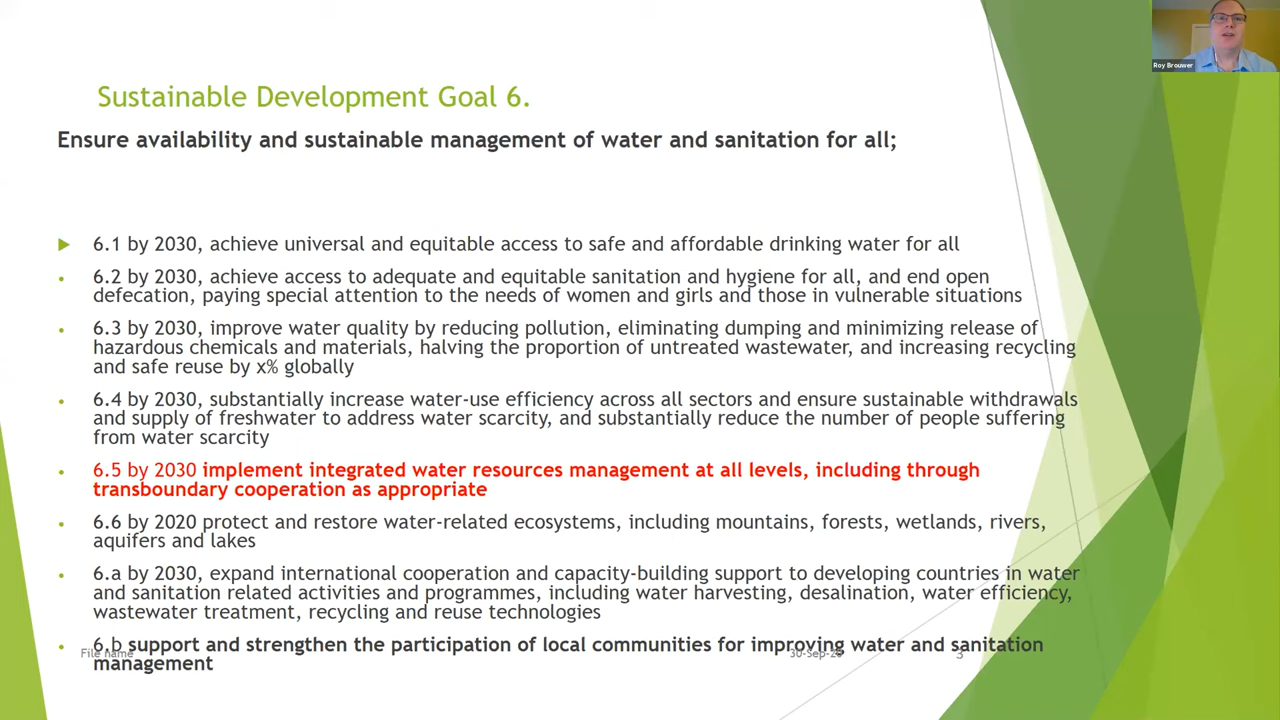 Roy Brouwer
Sustainable Development Goal 6.
Ensure availability and sustainable management of water and sanitation for all;
6.1 by 2030, achieve universal and equitable access to safe and affordable drinking water for all
6.2 by 2030, achieve access to adequate and equitable sanitation and hygiene for all, and end open
defecation, paying special attention to the needs of women and girls and those in vulnerable situations
6.3 by 2030, improve water quality by reducing pollution, eliminating dumping and minimizing release of
hazardous chemicals and materials, halving the proportion of untreated wastewater, and increasing recycling
and safe reuse by x% globally
6.4 by 2030, substantially increase water-use efficiency across all sectors and ensure sustainable withdrawals
and supply of freshwater to address water scarcity, and substantially reduce the number of people suffering
from water scarcity
6.5 by 2030 implement integrated water resources management at all levels, including through
transboundary cooperation as appropriate
6.6 by 2020 protect and restore water-related ecosystems, including mountains, forests, wetlands, rivers,
aquifers and lakes
6.a by 2030, expand international cooperation and capacity-building support to developing countries in water
and sanitation related activities and programmes, including water harvesting, desalination, water efficiency,
wastewater treatment, recycling and reuse technologies
6.b support and strengthen the participation of local communities for improving water and sanitation
management
File name
3